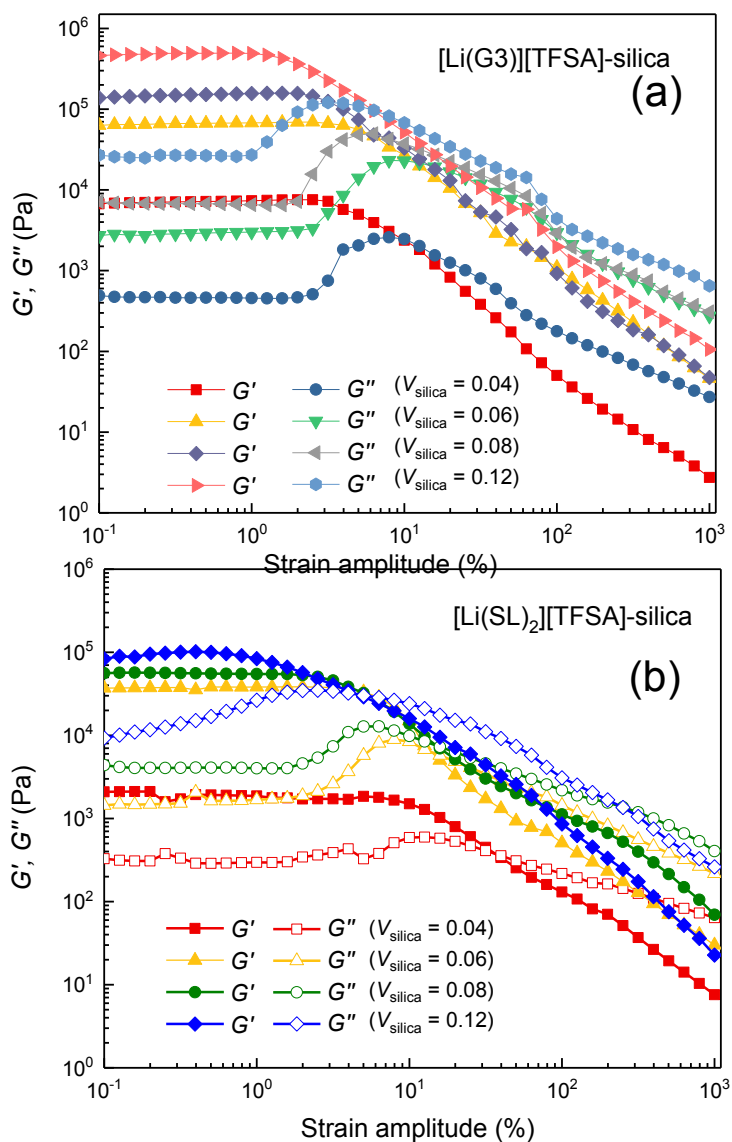 10^6
[Li(G3)][TFSA]-silica
(a)
10^5
10^4
G', G'' (Pa)
10^3
10^2
G' G'' (V_silica = 0.04)
G' G'' (V_silica = 0.06)
10^1
G' G'' (V_silica = 0.08)
G' G'' (V_silica = 0.12)
10^0
10^-1 10^0 10^1 10^2 10^3
Strain amplitude (%)
10^6
[Li(SL)_2][TFSA]-silica
10^5
(b)
10^4
G', G'' (Pa)
10^3
10^2
G' G'' (V_silica = 0.04)
G' G'' (V_silica = 0.06)
10^1
G' G'' (V_silica = 0.08)
G' G'' (V_silica = 0.12)
10^0
10^-1 10^0 10^1 10^2 10^3
Strain amplitude (%)